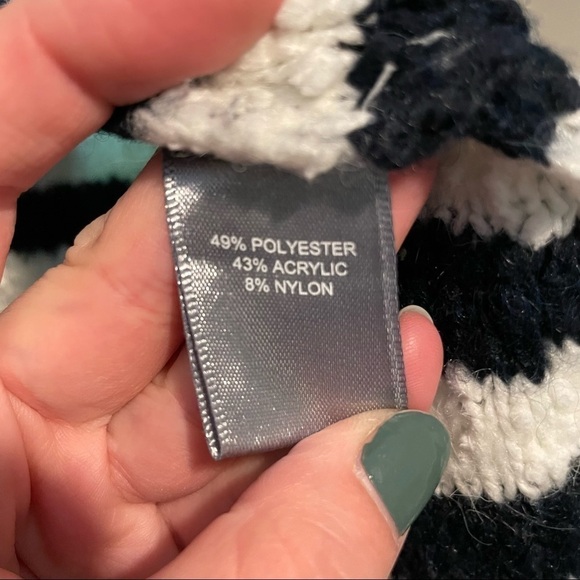 49% POLYESTER
43% ACRYLIC
8% NYLON